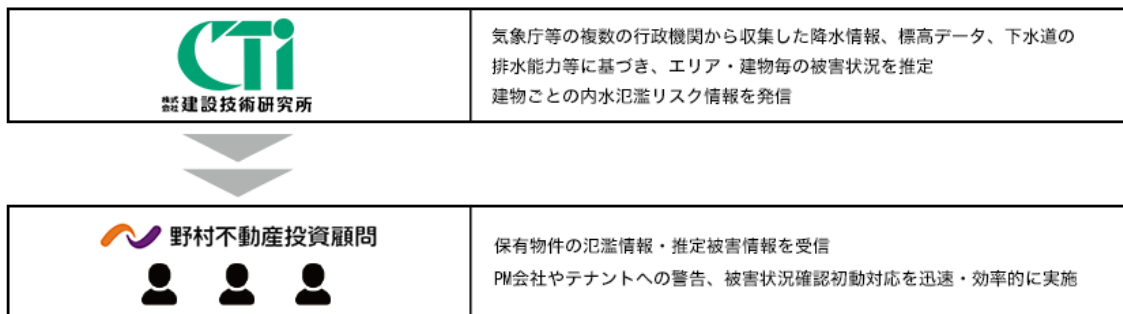 CTi
株式会社建設技術研究所
気象庁等の複数の行政機関から収集した降水情報、標高データ、下水道の
排水能力等に基づき、エリア・建物毎の被害状況を推定
建物ごとの内水氾濫リスク情報を発信
野村不動産投資顧問
保有物件の氾濫情報・推定被害情報を受信
PM会社やテナントへの警告、被害状況確認初動対応を迅速・効率的に実施